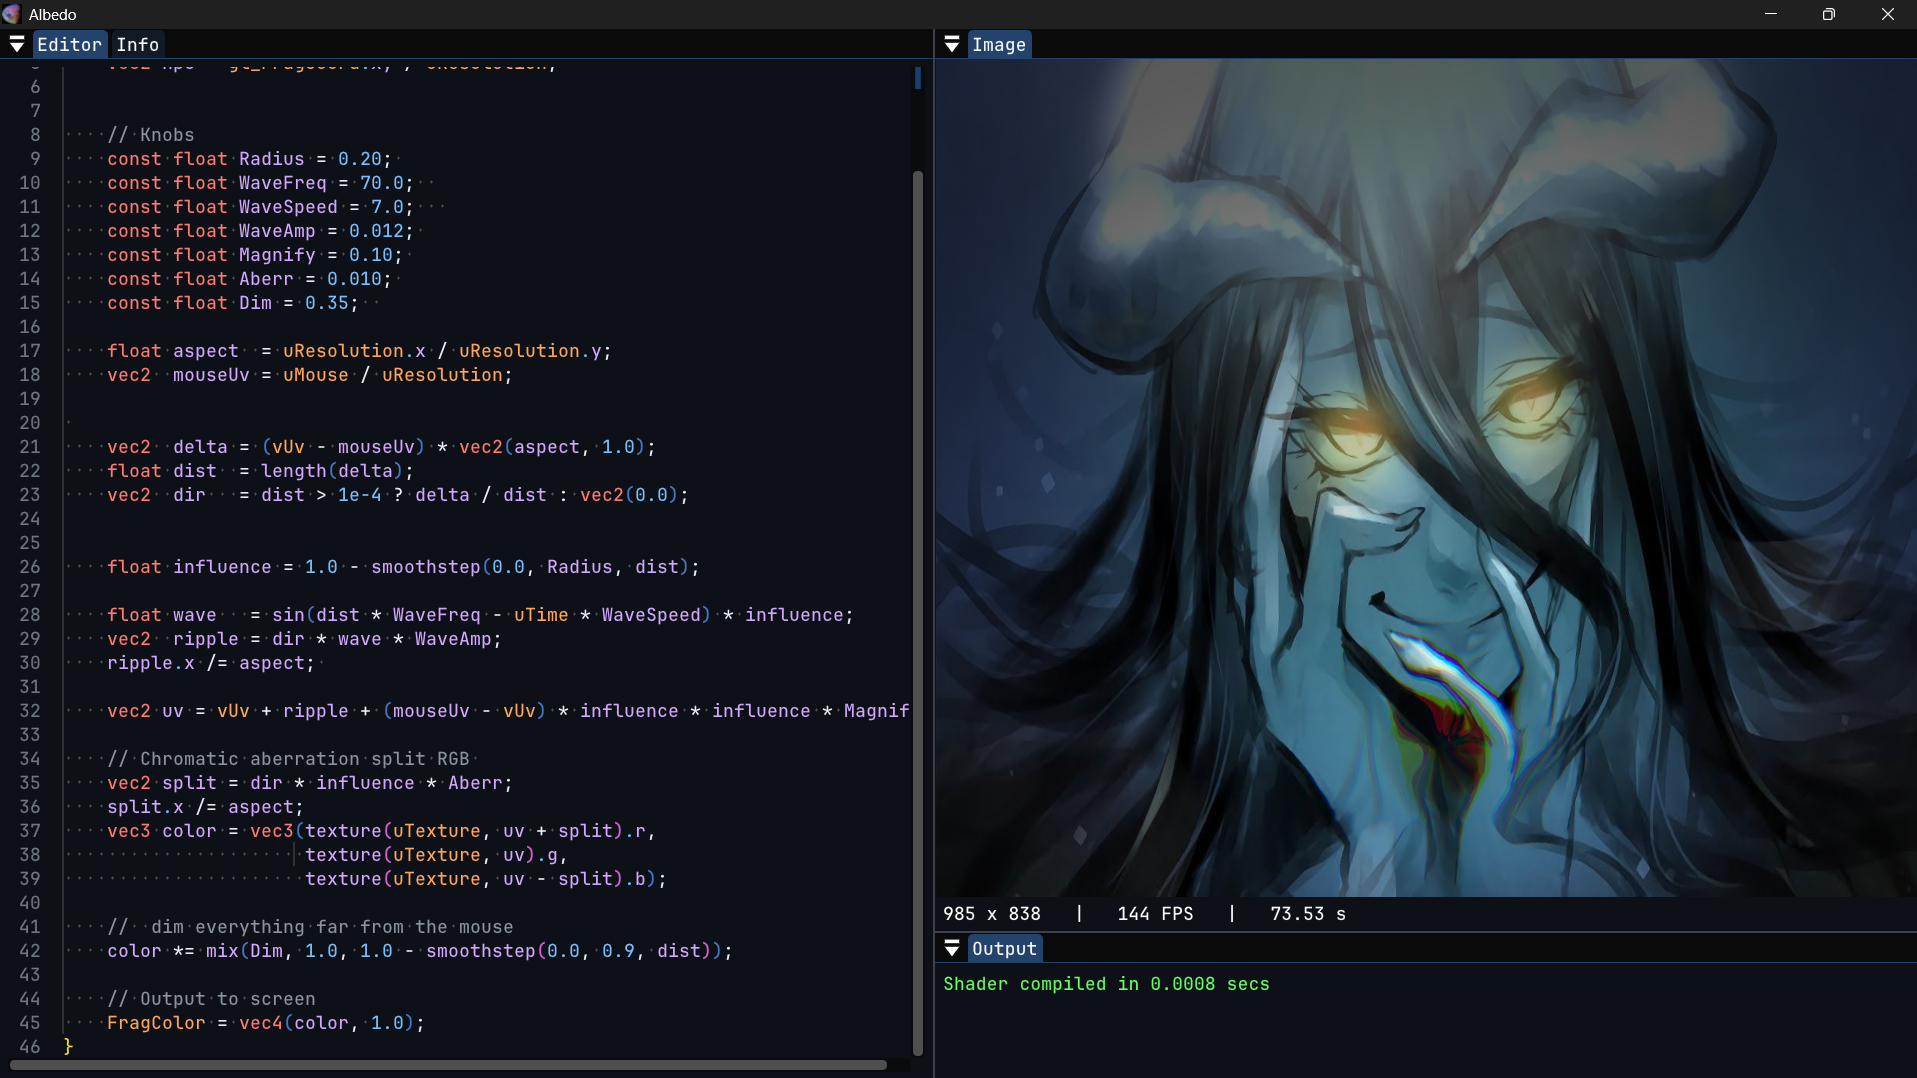 Albedo
Editor Info
6
7
8 // Knobs
9 const float Radius = 0.20;
10 const float WaveFreq = 70.0;
11 const float WaveSpeed = 7.0;
12 const float WaveAmp = 0.012;
13 const float Magnify = 0.10;
14 const float Aberr = 0.010;
15 const float Dim = 0.35;
16
17 float aspect  = uResolution.x / uResolution.y;
18 vec2  mouseUv = uMouse / uResolution;
19
20
21 vec2  delta = (vUv - mouseUv) * vec2(aspect, 1.0);
22 float dist  = length(delta);
23 vec2  dir   = dist > 1e-4 ? delta / dist : vec2(0.0);
24
25
26 float influence = 1.0 - smoothstep(0.0, Radius, dist);
27
28 float wave   = sin(dist * WaveFreq - uTime * WaveSpeed) * influence;
29 vec2  ripple = dir * wave * WaveAmp;
30 ripple.x /= aspect;
31
32 vec2 uv = vUv + ripple + (mouseUv - vUv) * influence * influence * Magnif
33
34 // Chromatic aberration split RGB
35 vec2 split = dir * influence * Aberr;
36 split.x /= aspect;
37 vec3 color = vec3(texture(uTexture, uv + split).r,
38 texture(uTexture, uv).g,
39 texture(uTexture, uv - split).b);
40
41 //  dim everything far from the mouse
42 color *= mix(Dim, 1.0, 1.0 - smoothstep(0.0, 0.9, dist));
43
44 // Output to screen
45 FragColor = vec4(color, 1.0);
46 }
Image
985 x 838 | 144 FPS | 73.53 s
Output
Shader compiled in 0.0008 secs